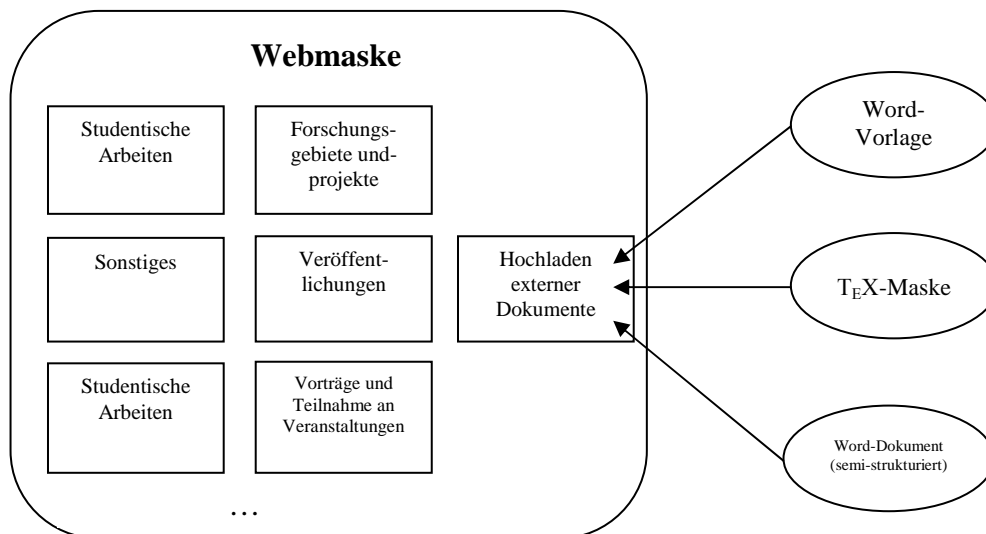 Webmaske
Studentische
Arbeiten
Forschungs-
gebiete und-
projekte
Sonstiges
Veröffent-
lichungen
Hochladen
externer
Dokumente
Studentische
Arbeiten
Vorträge und
Teilnahme an
Veranstaltungen
…
Word-
Vorlage
TEX-Maske
Word-Dokument
(semi-strukturiert)